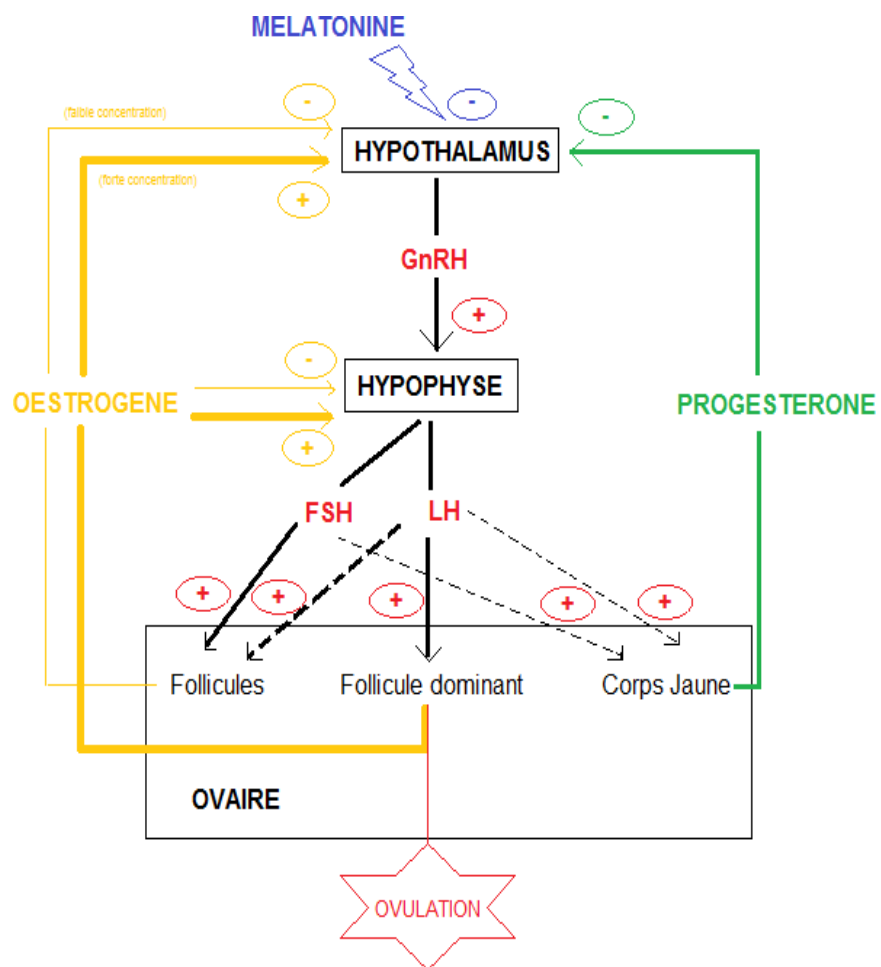 MELATONINE
-
-
-
(faible concentration)
HYPOTHALAMUS
(forte concentration)
+
GnRH
+
-
HYPOPHYSE
OESTROGENE
PROGESTERONE
+
FSH
LH
+
+
+
+
+
Follicules
Follicule dominant
Corps Jaune
OVAIRE
OVULATION